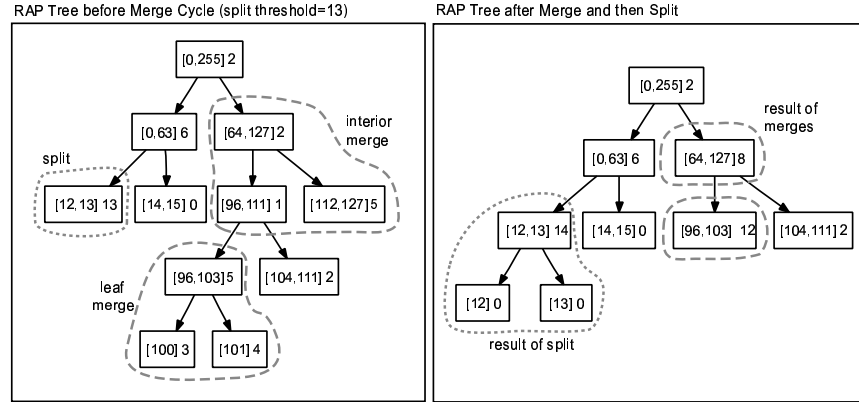 RAP Tree before Merge Cycle (split threshold=13)
[0,255] 2
[0,63] 6
[64,127] 2
interior
merge
split
[12,13] 13
[14,15] 0
[96,111] 1
[112,127] 5
[96,103] 5
[104,111] 2
leaf
merge
[100] 3
[101] 4
RAP Tree after Merge and then Split
[0,255] 2
result of
merges
[0,63] 6
[64,127] 8
[12,13] 14
[14,15] 0
[96,103] 12
[104,111] 2
[12] 0
[13] 0
result of split